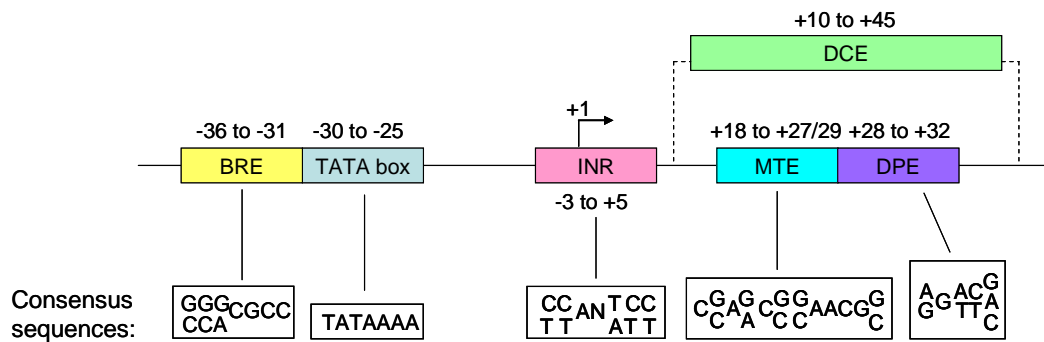 +10 to +45
DCE
+1
-36 to -31
-30 to -25
+18 to +27/29
+28 to +32
BRE
TATA box
INR
MTE
DPE
-3 to +5
Consensus
sequences:
GGG
CGCC
CCA
TATAAAA
CC T CC
AN
TT A TT
G G G G G
C A C AACG
C A C C C
A AC G
G A
G TT C